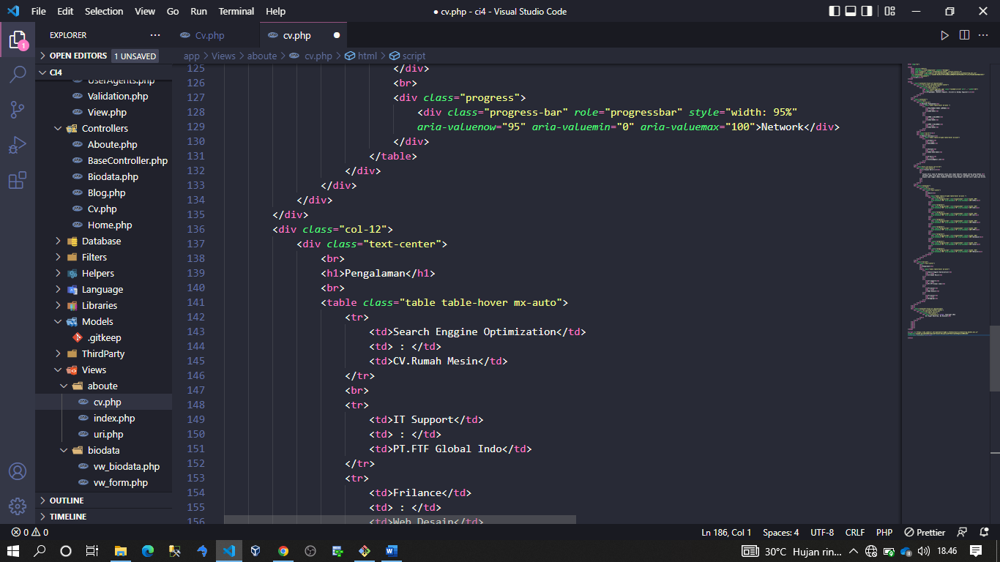 File Edit Selection View Go Run Terminal Help
● cv.php - ci4 - Visual Studio Code
EXPLORER
Cv.php
cv.php
OPEN EDITORS 1 UNSAVED
app > Views > aboute > cv.php > html > script
CI4
UserAgents.php
Validation.php
View.php
Controllers
Aboute.php
BaseController.php
Biodata.php
Blog.php
Cv.php
Home.php
Database
Filters
Helpers
Language
Libraries
Models
.gitkeep
ThirdParty
Views
aboute
cv.php
index.php
uri.php
biodata
vw_biodata.php
vw_form.php
OUTLINE
TIMELINE
1
125 </div>
126 <br>
127 <div class="progress">
128 <div class="progress-bar" role="progressbar" style="width: 95%"
129 aria-valuenow="95" aria-valuemin="0" aria-valuemax="100">Network</div>
130 </div>
131 </table>
132 </div>
133 </div>
134 </div>
135 </div>
136 <div class="col-12">
137 <div class="text-center">
138 <br>
139 <h1>Pengalaman</h1>
140 <br>
141 <table class="table table-hover mx-auto">
142 <tr>
143 <td>Search Enggine Optimization</td>
144 <td> : </td>
145 <td>CV.Rumah Mesin</td>
146 </tr>
147 <br>
148 <tr>
149 <td>IT Support</td>
150 <td> : </td>
151 <td>PT.FTF Global Indo</td>
152 </tr>
153 <tr>
154 <td>Frilance</td>
155 <td> : </td>
156 <td>Web Desain</td>
0 0
Ln 186, Col 1 Spaces: 4 UTF-8 CRLF PHP Prettier
30°C Hujan rin... 18.46